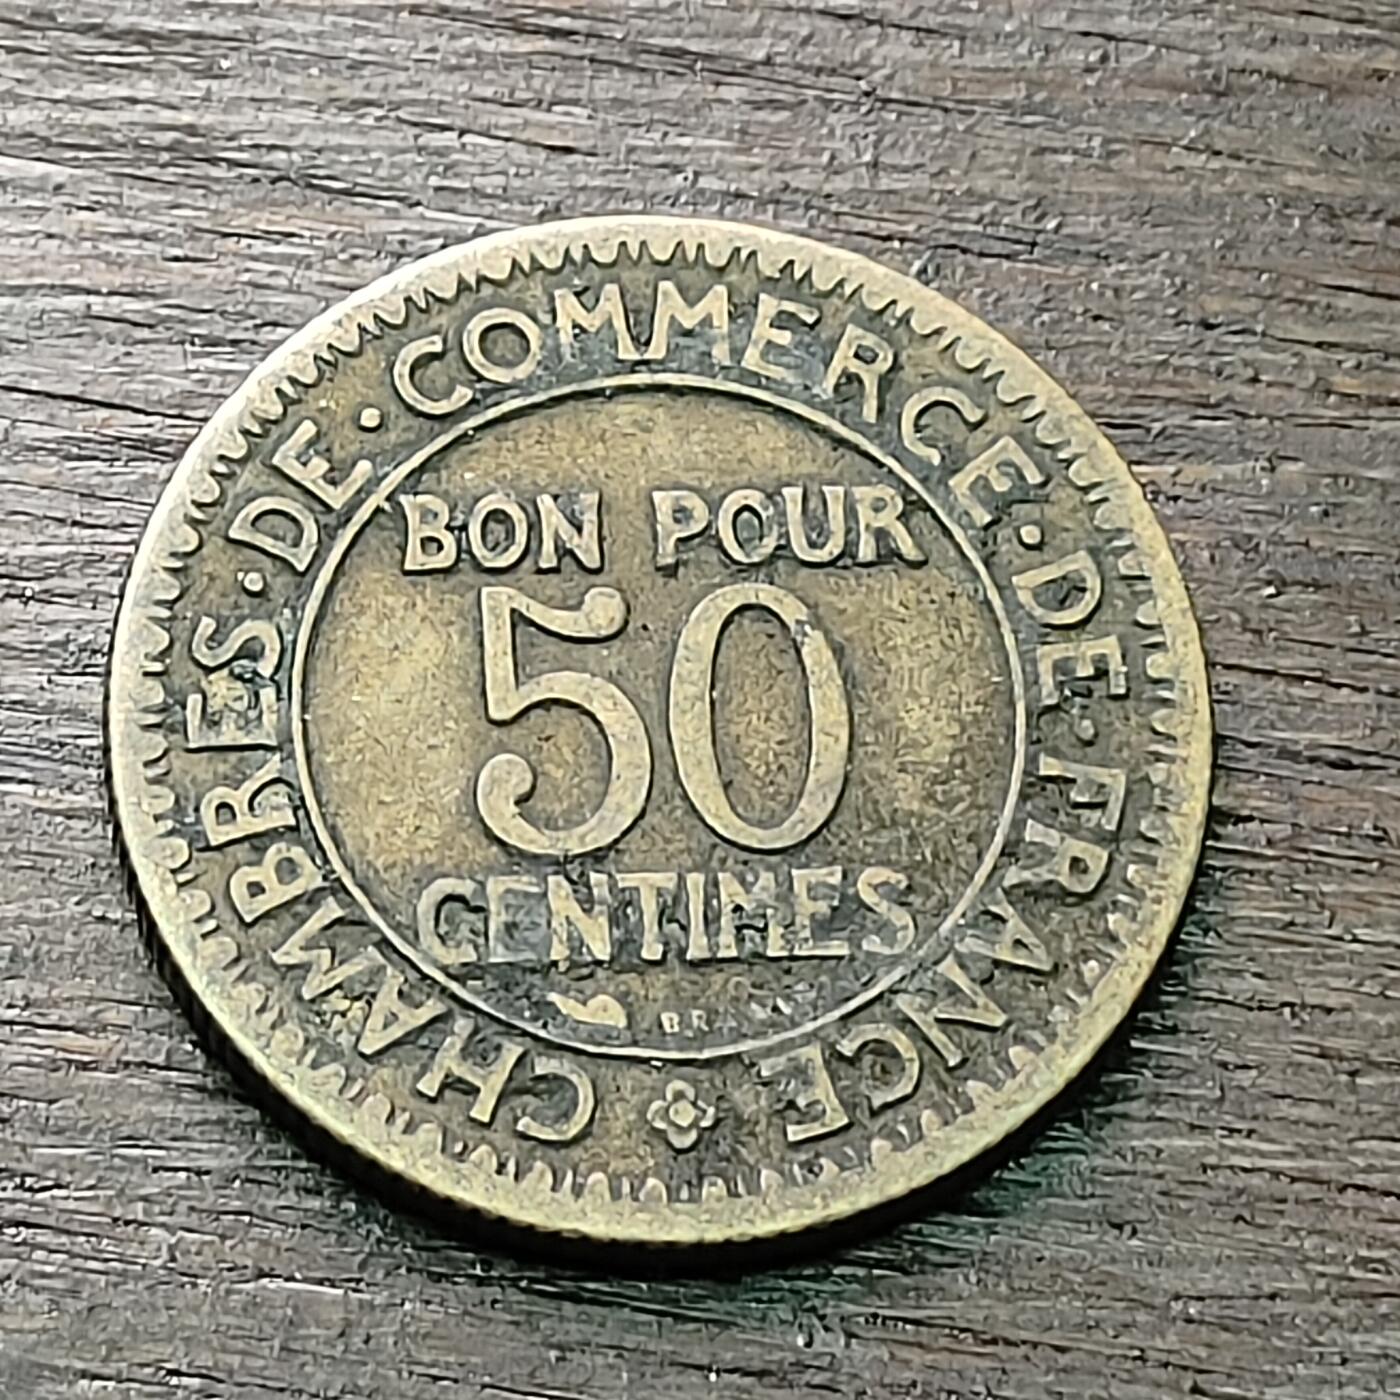 CHAMBRES·DE·COMMERCE·DE·FRANCE
BON POUR
50
CENTIMES